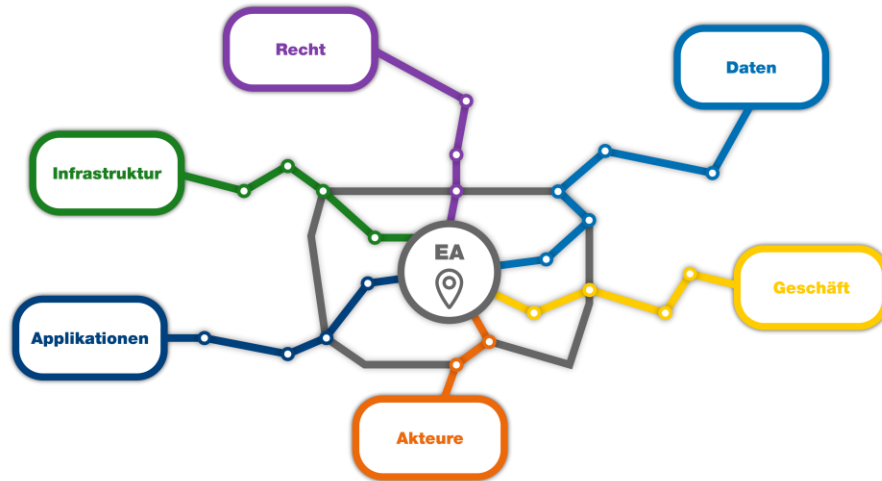 Recht
Daten
Infrastruktur
EA
Geschäft
Applikationen
Akteure